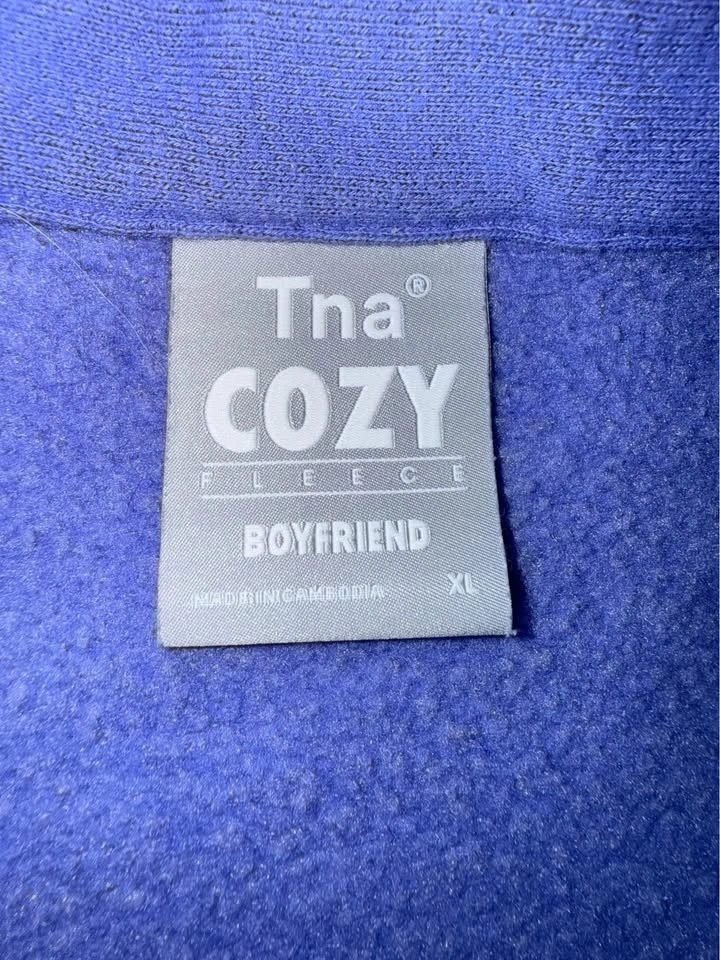 Tna®
COZY
FLEECE
BOYFRIEND
MADE IN CAMBODIA XL